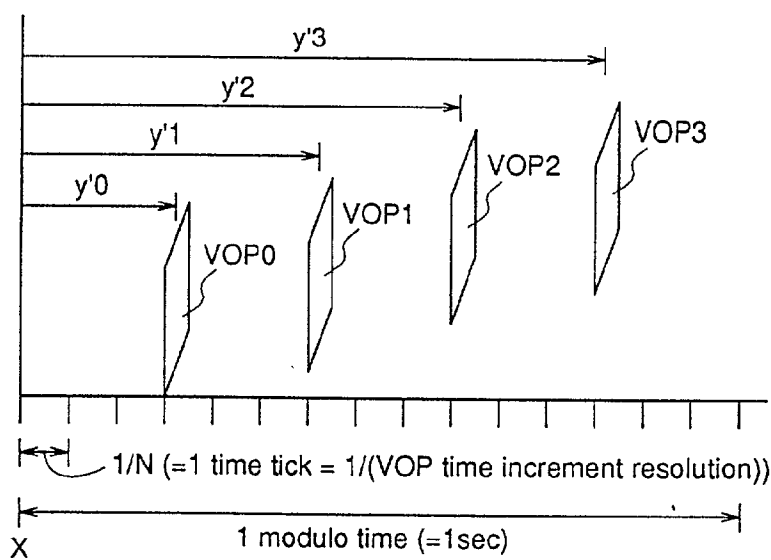 y'3
y'2
y'1
y'0
VOP3
VOP2
VOP1
VOP0
1/N (=1 time tick = 1/(VOP time increment resolution))
1 modulo time (=1sec)
X